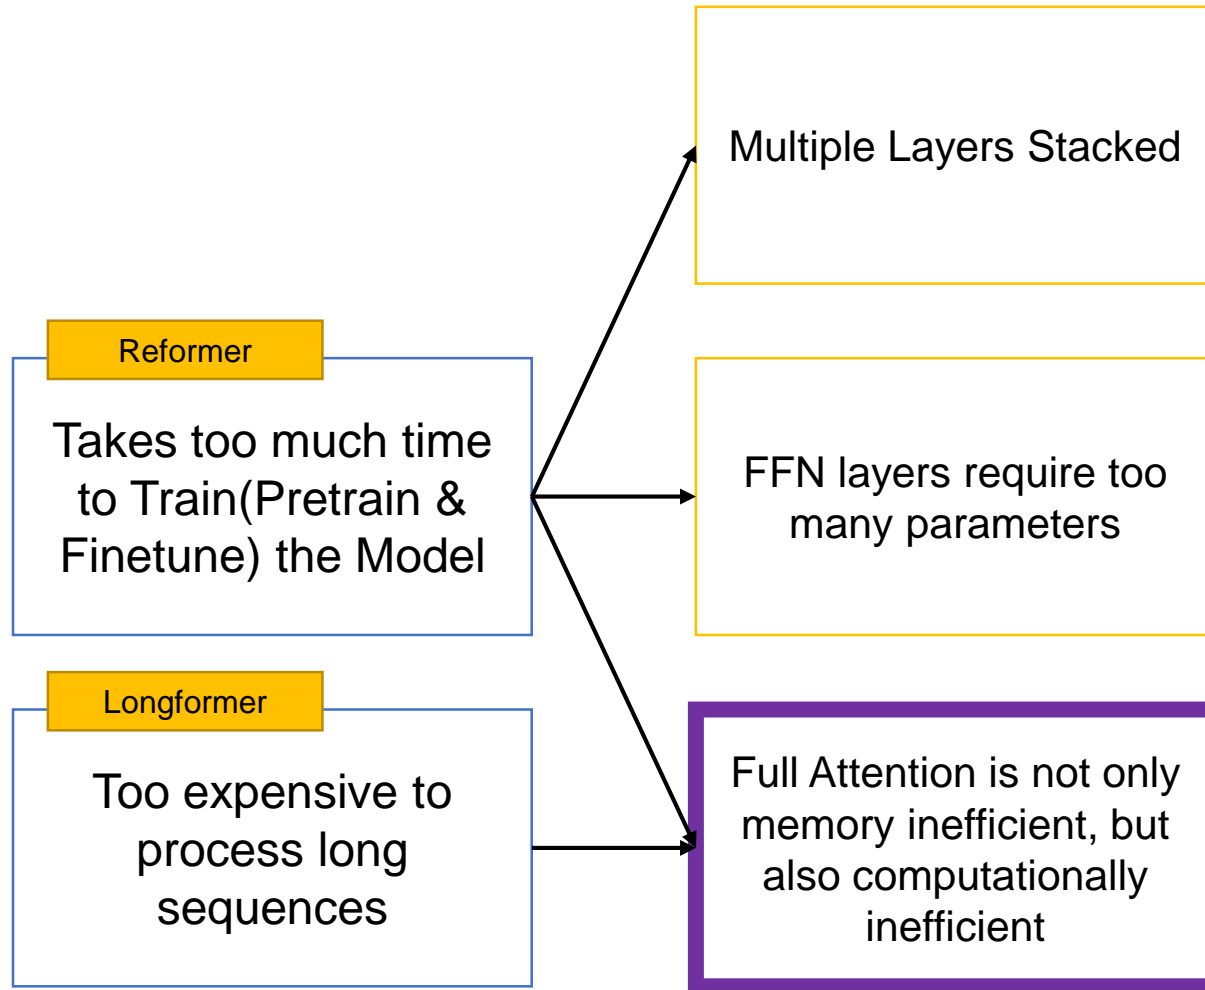 Multiple Layers Stacked
Reformer
Takes too much time
to Train(Pretrain &
Finetune) the Model
FFN layers require too
many parameters
Longformer
Too expensive to
process long
sequences
Full Attention is not only
memory inefficient, but
also computationally
inefficient